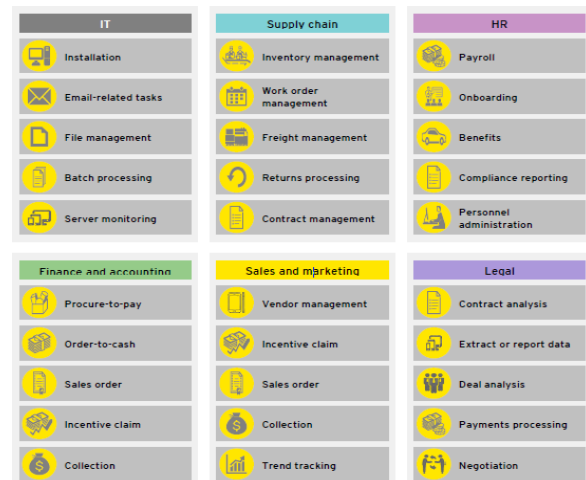 IT
Installation
Email-related tasks
File management
Batch processing
Server monitoring
Supply chain
Inventory management
Work order
management
Freight management
Returns processing
Contract management
HR
Payroll
Onboarding
Benefits
Compliance reporting
Personnel
administration
Finance and accounting
Procure-to-pay
Order-to-cash
Sales order
Incentive claim
Collection
Sales and marketing
Vendor management
Incentive claim
Sales order
Collection
Trend tracking
Legal
Contract analysis
Extract or report data
Deal analysis
Payments processing
Negotiation